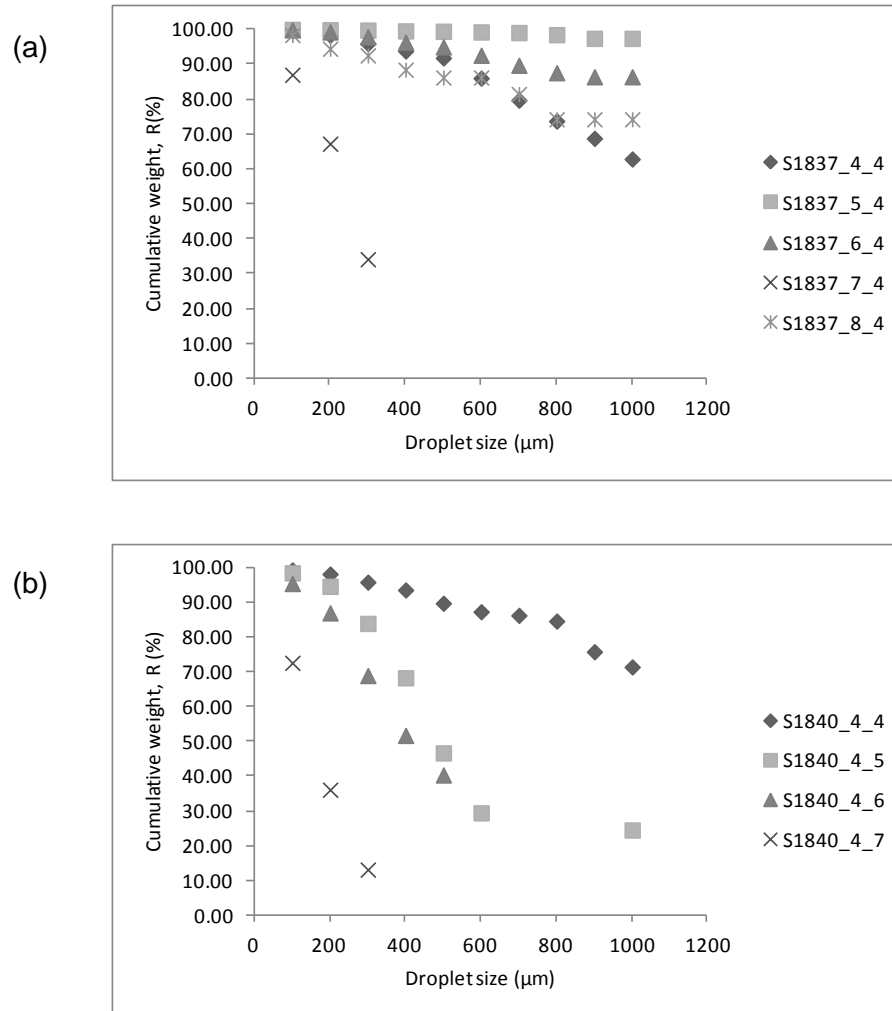 (a)
Cumulative weight, R(%)
100.00
90.00
80.00
70.00
60.00
50.00
40.00
30.00
20.00
10.00
0.00
0 200 400 600 800 1000 1200
Droplet size (µm)
S1837_4_4
S1837_5_4
S1837_6_4
S1837_7_4
S1837_8_4
(b)
Cumulative weight, R (%)
100.00
90.00
80.00
70.00
60.00
50.00
40.00
30.00
20.00
10.00
0.00
0 200 400 600 800 1000 1200
Droplet size (µm)
S1840_4_4
S1840_4_5
S1840_4_6
S1840_4_7